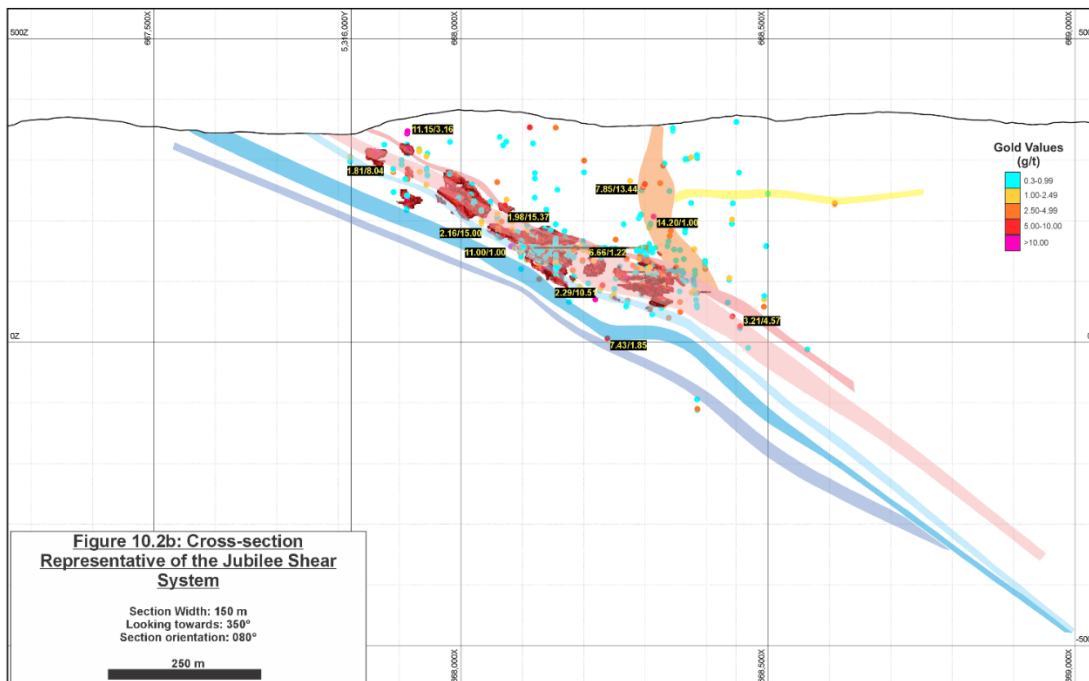 667,500X
5,316,000Y
668,000X
668,500X
669,000X
500Z
500
11.15/3.16
1.81/8.04
7.85/13.44
1.98/15.37
14.20/1.00
2.16/15.00
11.00/1.00
6.66/1.22
2.29/10.51
3.21/4.57
7.43/1.85
Gold Values
(g/t)
0.3-0.99
1.00-2.49
2.50-4.99
5.00-10.00
>10.00
0Z
0
Figure 10.2b: Cross-section
Representative of the Jubilee Shear
System
Section Width: 150 m
Looking towards: 350°
Section orientation: 080°
250 m
-500
668,000X
668,500X
669,000X